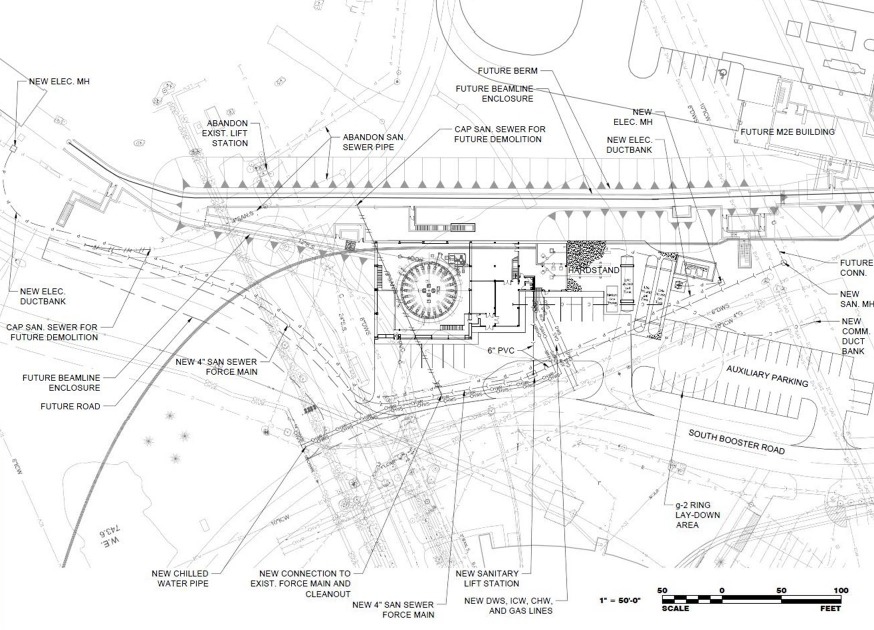 FUTURE BERM
NEW ELEC. MH
FUTURE BEAMLINE
ENCLOSURE
NEW
ELEC. MH
ABANDON
EXIST. LIFT
STATION
ABANDON SAN.
SEWER PIPE
CAP SAN. SEWER FOR
FUTURE DEMOLITION
NEW ELEC.
DUCTBANK
FUTURE M2E BUILDING
4"SAN-S
HARDSTAND
FUTURE
CONN.
NEW ELEC.
DUCTBANK
NEW
SAN. MH
CAP SAN. SEWER FOR
FUTURE DEMOLITION
NEW
COMM.
DUCT
BANK
6" PVC
NEW 4" SAN SEWER
FORCE MAIN
FUTURE BEAMLINE
ENCLOSURE
AUXILIARY PARKING
FUTURE ROAD
SOUTH BOOSTER ROAD
g-2 RING
LAY-DOWN
AREA
W.E.
743.6
NEW CHILLED
WATER PIPE
NEW CONNECTION TO
EXIST. FORCE MAIN AND
CLEANOUT
NEW SANITARY
LIFT STATION
NEW 4" SAN SEWER
FORCE MAIN
NEW DWS, ICW, CHW,
AND GAS LINES
1" = 50'-0"
50 0 50 100
SCALE FEET